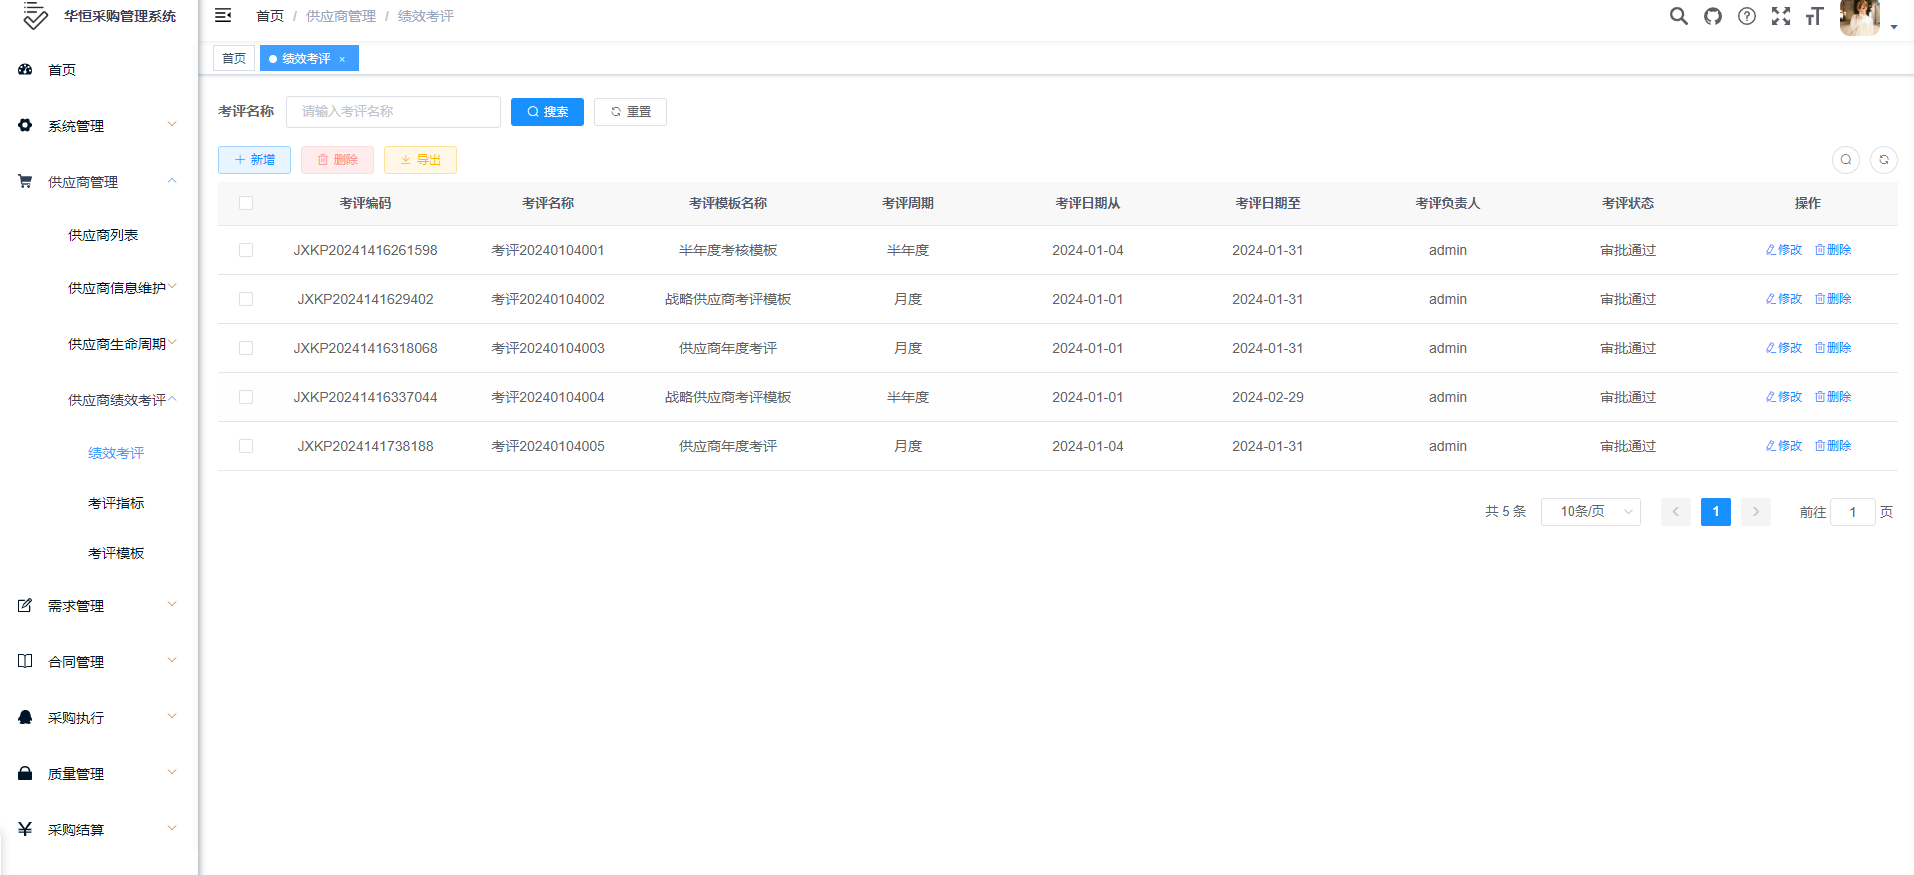 华恒采购管理系统
首页 / 供应商管理 / 绩效考评
首页
绩效考评 ×
首页
系统管理
供应商管理
供应商列表
供应商信息维护
供应商生命周期
供应商绩效考评
绩效考评
考评指标
考评模板
需求管理
合同管理
采购执行
质量管理
采购结算
考评名称 请输入考评名称 搜索 重置
新增 删除 导出
考评编码 考评名称 考评模板名称 考评周期 考评日期从 考评日期至 考评负责人 考评状态 操作
JXKP20241416261598 考评20240104001 半年度考核模板 半年度 2024-01-04 2024-01-31 admin 审批通过 修改 删除
JXKP2024141629402 考评20240104002 战略供应商考评模板 月度 2024-01-01 2024-01-31 admin 审批通过 修改 删除
JXKP20241416318068 考评20240104003 供应商年度考评 月度 2024-01-01 2024-01-31 admin 审批通过 修改 删除
JXKP20241416337044 考评20240104004 战略供应商考评模板 半年度 2024-01-01 2024-02-29 admin 审批通过 修改 删除
JXKP2024141738188 考评20240104005 供应商年度考评 月度 2024-01-04 2024-01-31 admin 审批通过 修改 删除
共 5 条 10条/页 1 前往 1 页